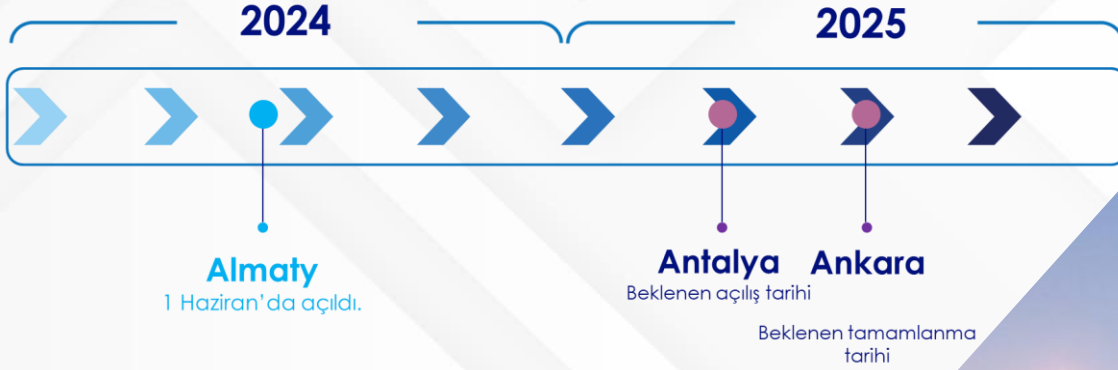 2024
2025
Almaty
1 Haziran'da açıldı.
Antalya
Beklenen açılış tarihi
Ankara
Beklenen tamamlanma
tarihi